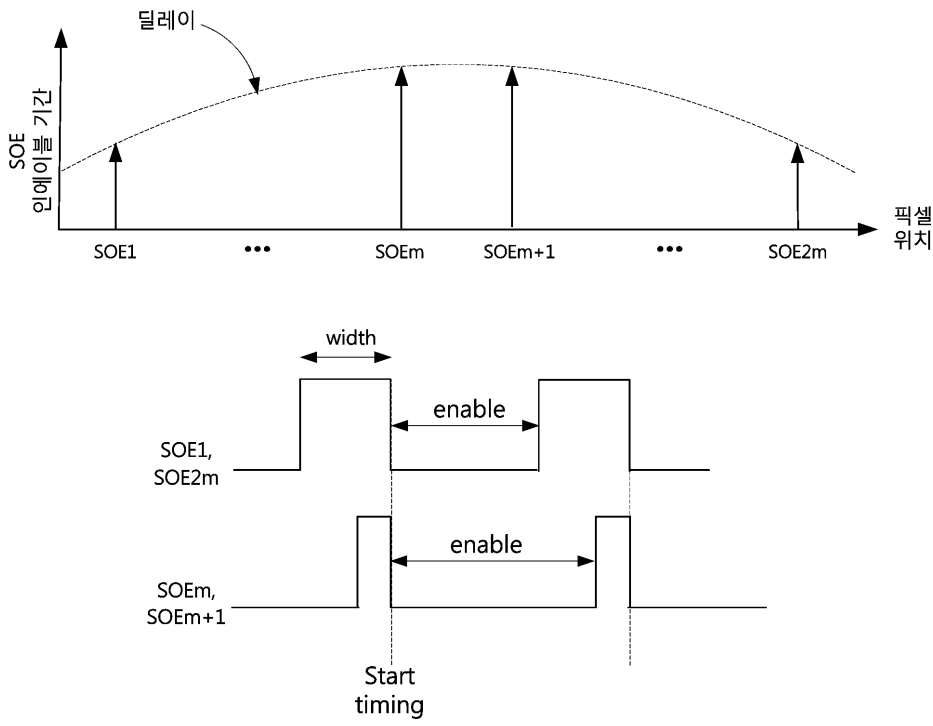 딜레이
SOE
인에이블 기간
SOE1
•••
SOEm
SOEm+1
•••
SOE2m
픽셀
위치
width
enable
SOE1,
SOE2m
enable
SOEm,
SOEm+1
Start
timing